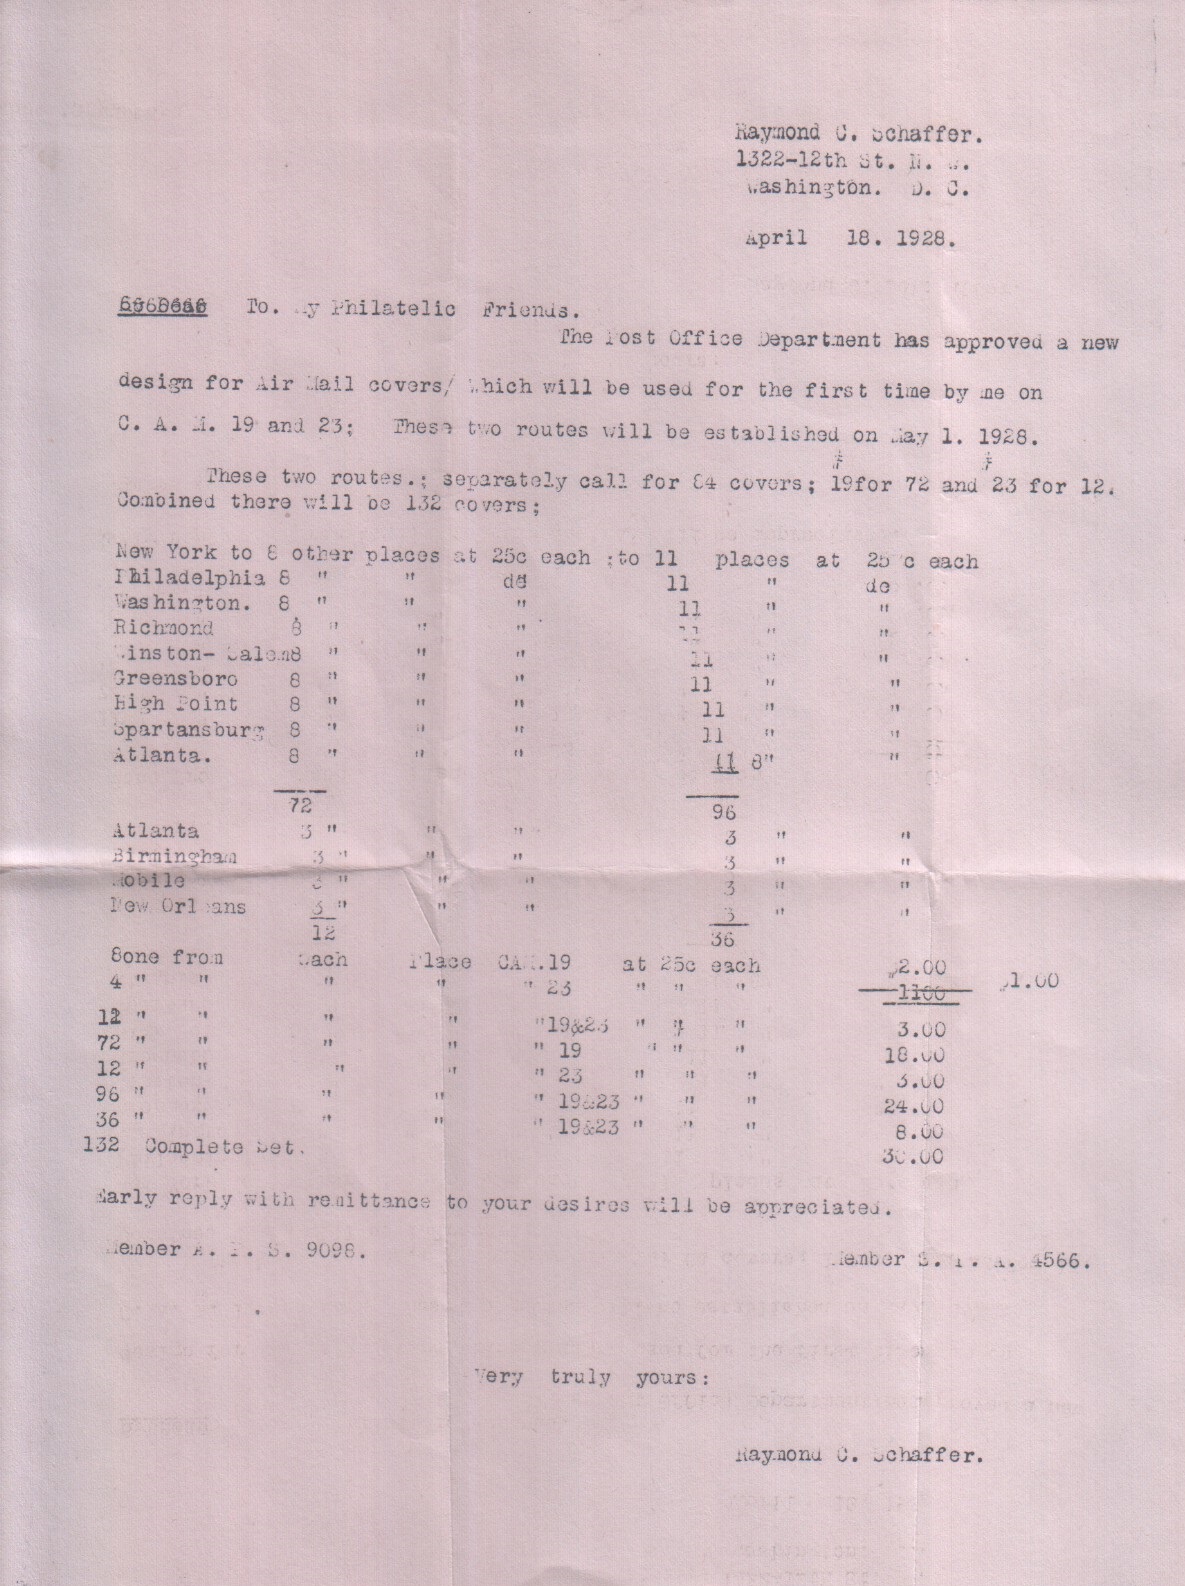 Raymond C. Schaffer.
1322-12th St. N. W.
Washington. D. C.
April 18. 1928.
To. My Philatelic Friends.
The Post Office Department has approved a new
design for Air Mail covers/ Which will be used for the first time by me on
C. A. M. 19 and 23; These two routes will be established on May 1. 1928.
# #
These two routes.; separately call for 84 covers; 19for 72 and 23 for 12.
Combined there will be 132 covers;
New York to 8 other places at 25c each ;to 11 places at 25 c each
Philadelphia 8 " " do 11 " do
Washington. 8 " " " 11 " "
Richmond 8 " " " 11 " "
Winston- Salem8 " " " 11 " "
Greensboro 8 " " " 11 " "
High Point 8 " " " 11 " "
Spartansburg 8 " " " 11 " "
Atlanta. 8 " " " 11 8" "
72 96
Atlanta 3 " " " 3 " "
Birmingham 3 " " " 3 " "
Mobile 3 " " " 3 " "
New Orleans 3 " " " 3 " "
12 36
8one from Each Place CAM.19 at 25c each $2.00
4 " " " " " 23 " " " 1100 $1.00
12 " " " " "19&23 " " " 3.00
72 " " " " " 19 " " " 18.00
12 " " " " " 23 " " " 3.00
96 " " " " " 19&23 " " " 24.00
36 " " " " " 19&23 " " " 8.00
132 Complete Set. 30.00
Early reply with remittance to your desires will be appreciated.
Member A. P. S. 9098. Member S. P. A. 4566.
Very truly yours:
Raymond C. Schaffer.